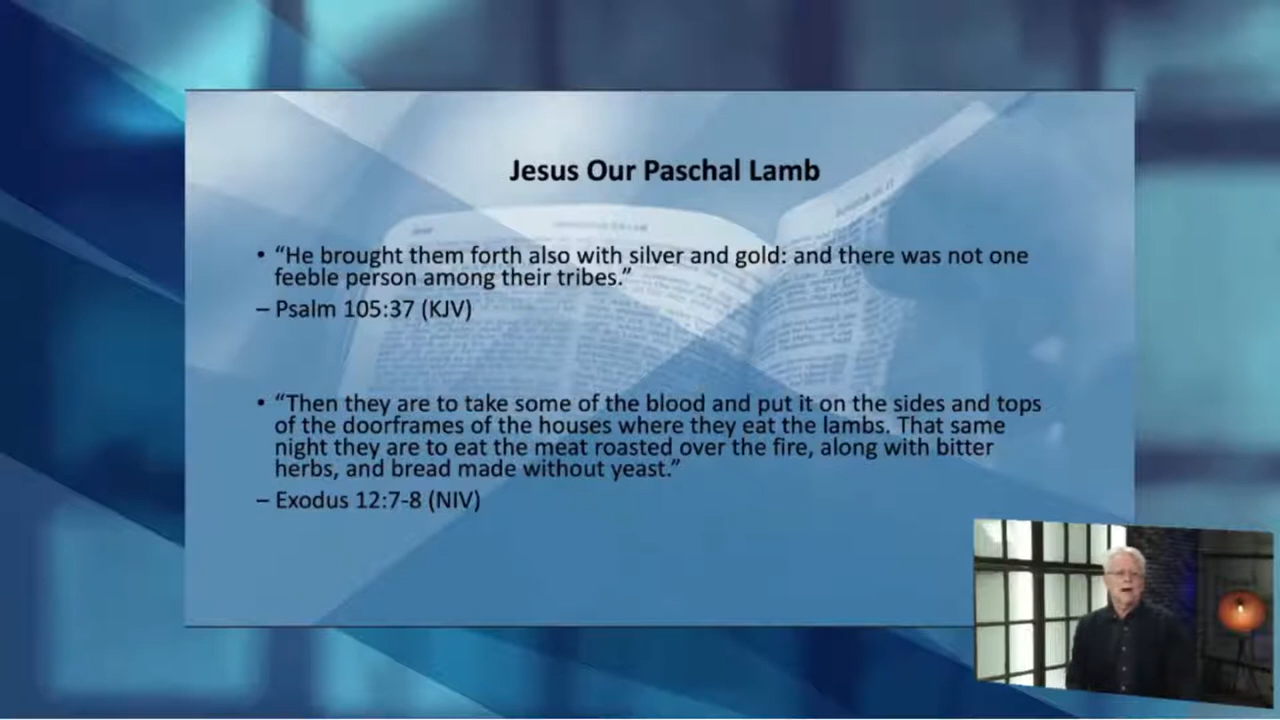 Jesus Our Paschal Lamb
• “He brought them forth also with silver and gold: and there was not one
feeble person among their tribes.”
– Psalm 105:37 (KJV)
• “Then they are to take some of the blood and put it on the sides and tops
of the doorframes of the houses where they eat the lambs. That same
night they are to eat the meat roasted over the fire, along with bitter
herbs, and bread made without yeast.”
– Exodus 12:7-8 (NIV)